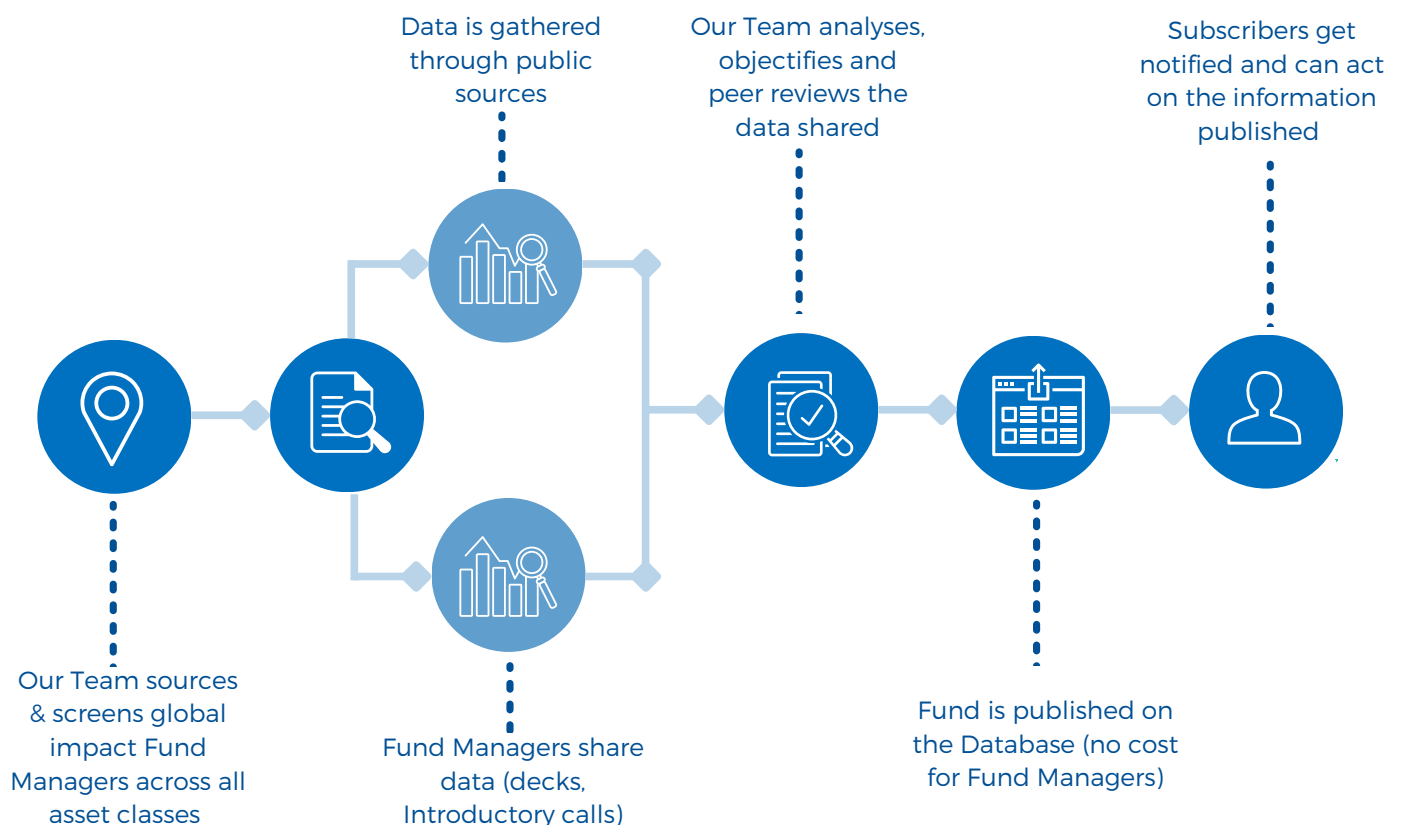 Data is gathered
through public
sources
Our Team analyses,
objectifies and
peer reviews the
data shared
Subscribers get
notified and can act
on the information
published
Our Team sources
& screens global
impact Fund
Managers across all
asset classes
Fund Managers share
data (decks,
Introductory calls)
Fund is published on
the Database (no cost
for Fund Managers)